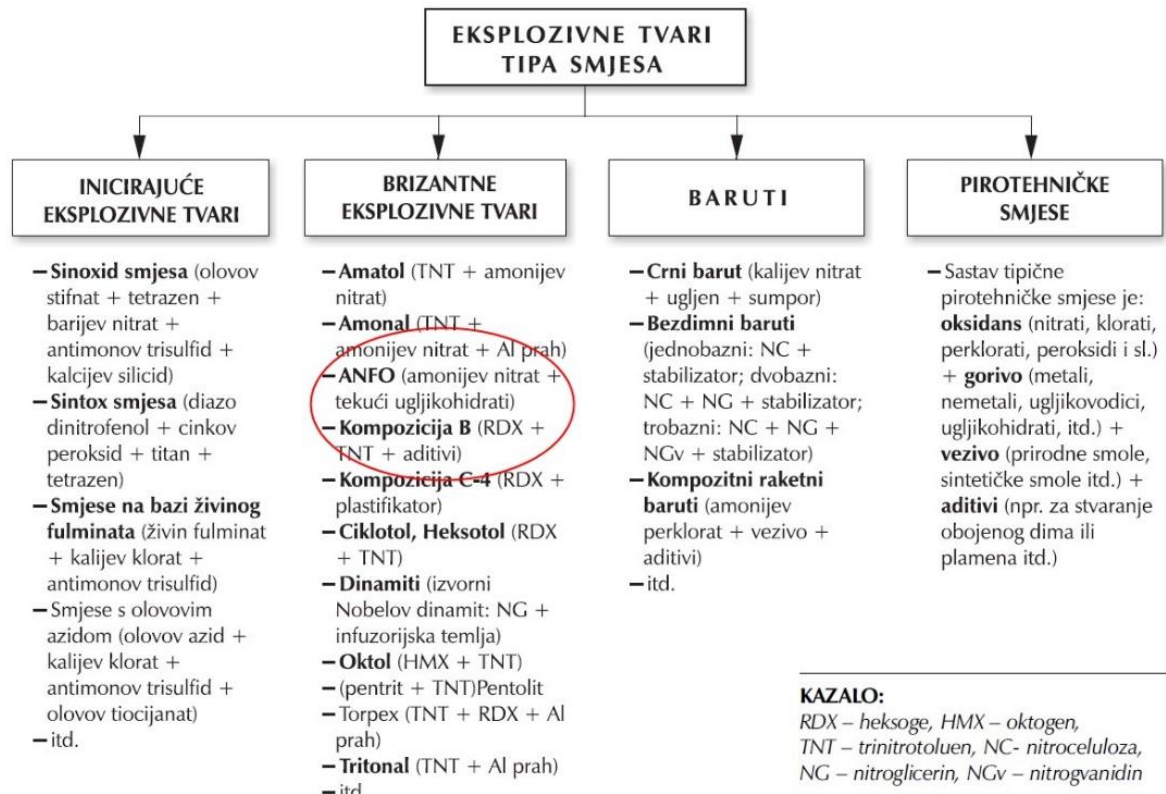 EKSPLOZIVNE TVARI
TIPA SMJESA
INICIRAJUĆE
EKSPLOZIVNE TVARI
– Sinoxid smjesa (olovov
stifnat + tetrazen +
barijev nitrat +
antimonov trisulfid +
kalcijev silicid)
– Sintox smjesa (diazo
dinitrofenol + cinkov
peroksid + titan +
tetrazen)
– Smjese na bazi živinog
fulminata (živin fulminat
+ kalijev klorat +
antimonov trisulfid)
– Smjese s olovovim
azidom (olovov azid +
kalijev klorat +
antimonov trisulfid +
olovov tiocijanat)
– itd.
BRIZANTNE
EKSPLOZIVNE TVARI
– Amatol (TNT + amonijev
nitrat)
– Amonal (TNT +
amonijev nitrat + Al prah)
– ANFO (amonijev nitrat +
tekući ugljikohidrati)
– Kompozicija B (RDX +
TNT + aditivi)
– Kompozicija C-4 (RDX +
plastifikator)
– Ciklotol, Heksotol (RDX
+ TNT)
– Dinamiti (izvorni
Nobelov dinamit: NG +
infuzorijska temlja)
– Oktol (HMX + TNT)
– (pentrit + TNT)Pentolit
– Torpex (TNT + RDX + Al
prah)
– Tritonal (TNT + Al prah)
– itd.
BARUTI
– Crni barut (kalijev nitrat
+ ugljen + sumpor)
– Bezdimni baruti
(jednobazni: NC +
stabilizator; dvobazni:
NC + NG + stabilizator;
trobazni: NC + NG +
NGv + stabilizator)
– Kompozitni raketni
baruti (amonijev
perklorat + vezivo +
aditivi)
– itd.
PIROTEHNIČKE
SMJESE
– Sastav tipične
pirotehničke smjese je:
oksidans (nitrati, klorati,
perklorati, peroksidi i sl.)
+ gorivo (metali,
nemetali, ugljikovodici,
ugljikohidrati, itd.) +
vezivo (prirodne smole,
sintetičke smole itd.) +
aditivi (npr. za stvaranje
obojenog dima ili
plamena itd.)
KAZALO:
RDX – heksoge, HMX – oktogen,
TNT – trinitrotoluen, NC- nitroceluloza,
NG – nitroglicerin, NGv – nitrogvanidin